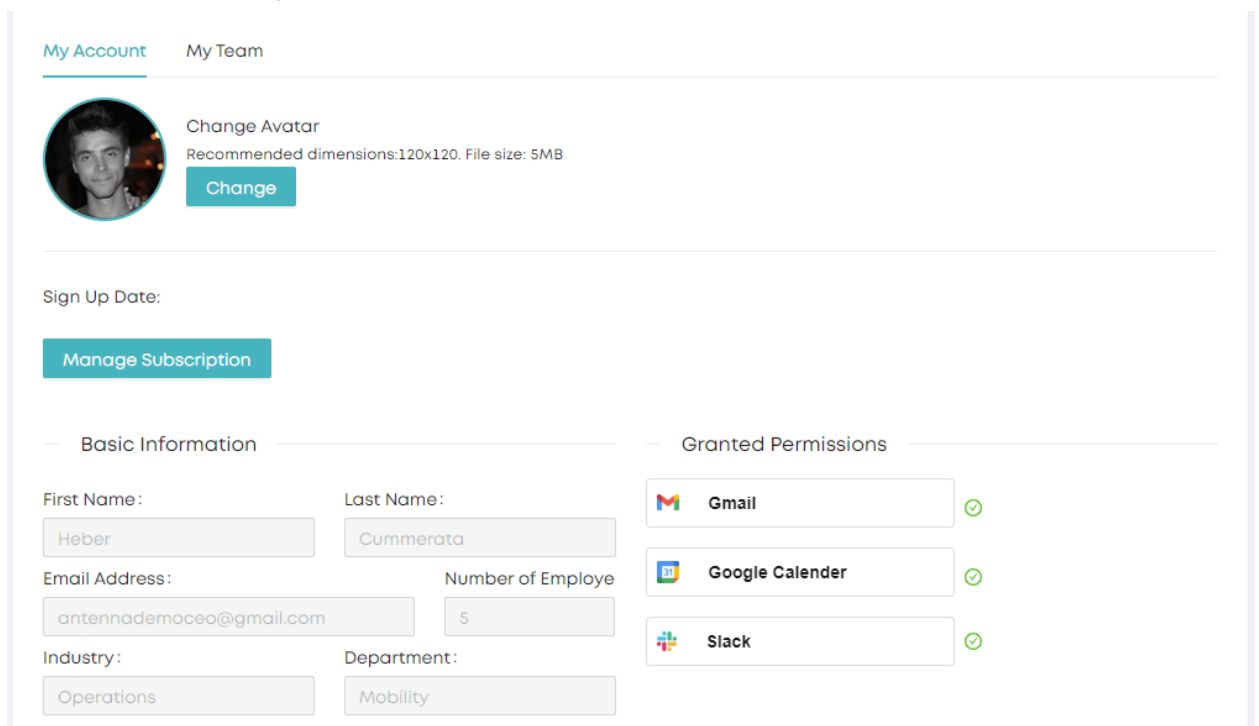 My Account My Team
Change Avatar
Recommended dimensions:120x120. File size: 5MB
Change
Sign Up Date:
Manage Subscription
Basic Information
Granted Permissions
First Name: Last Name:
Heber Cummerata
Email Address: Number of Employe
antennademoceo@gmail.com 5
Industry: Department:
Operations Mobility
Gmail
31 Google Calender
Slack